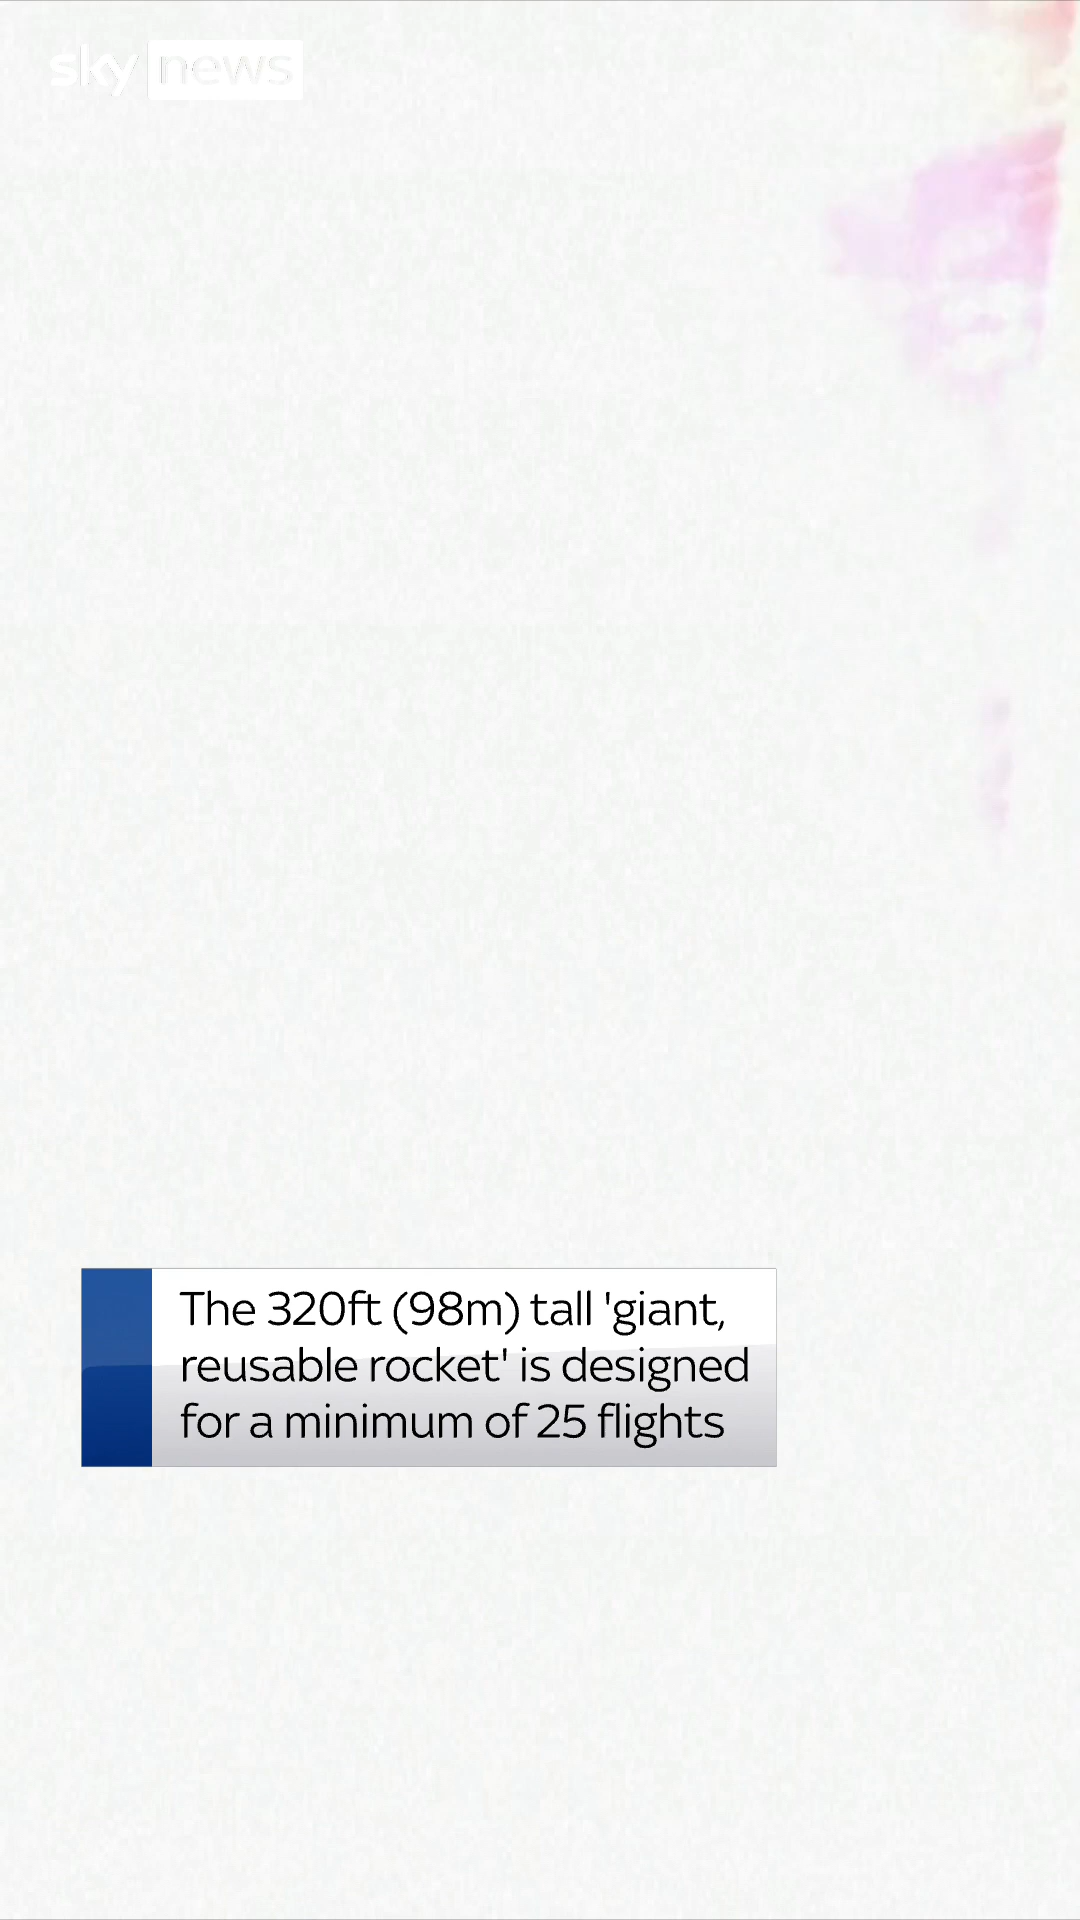 sky news
The 320ft (98m) tall 'giant,
reusable rocket' is designed
for a minimum of 25 flights